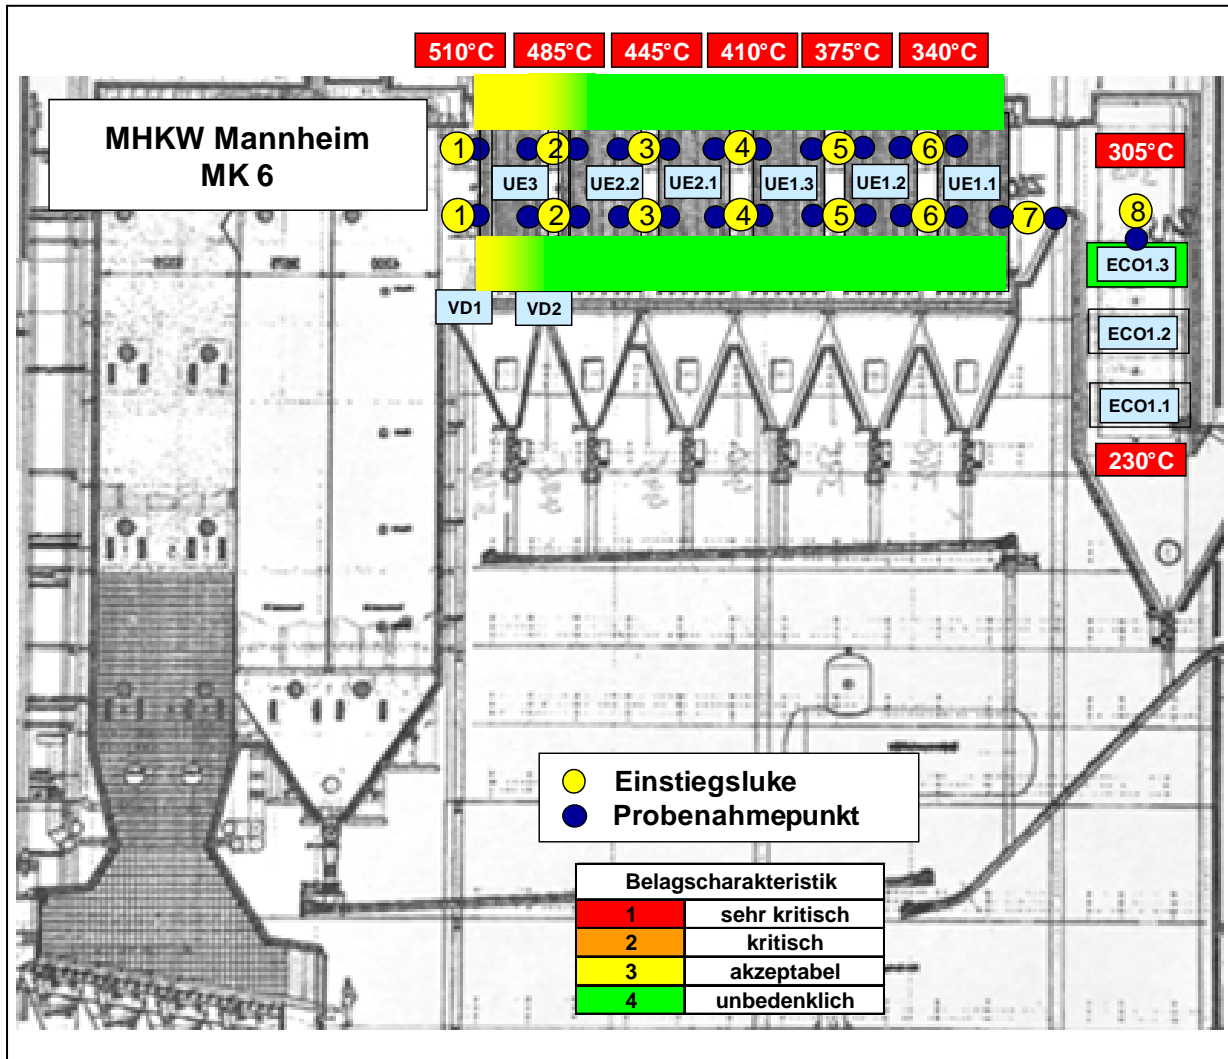 510°C 485°C 445°C 410°C 375°C 340°C
MHKW Mannheim
MK 6
305°C
1 2 3 4 5 6
UE3 UE2.2 UE2.1 UE1.3 UE1.2 UE1.1
1 2 3 4 5 6 7 8
ECO1.3
VD1 VD2
ECO1.2
ECO1.1
230°C
Einstiegsluke
Probenahmepunkt
Belagscharakteristik
1 sehr kritisch
2 kritisch
3 akzeptabel
4 unbedenklich